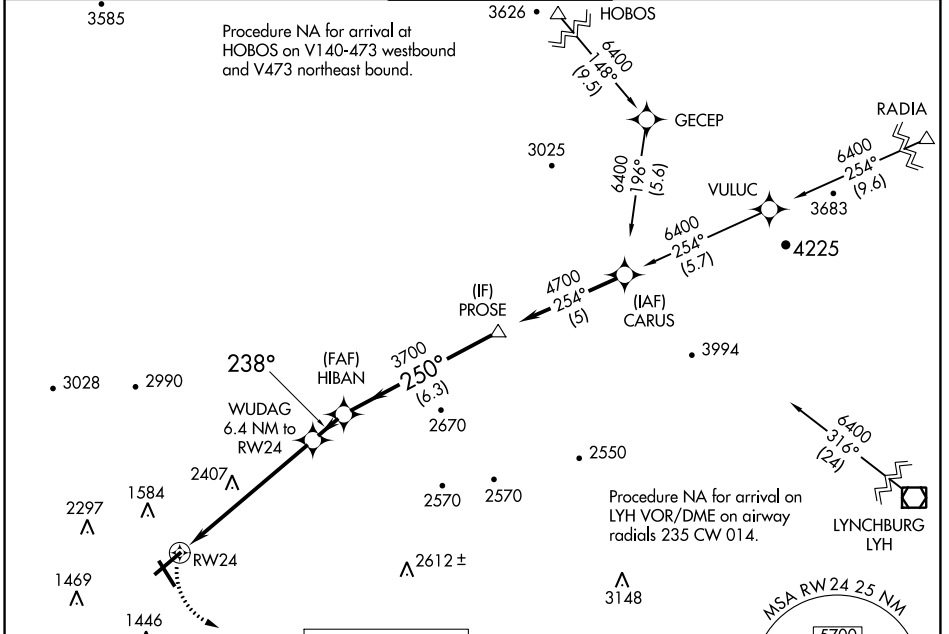 3585
Procedure NA for arrival at
HOBOS on V140-473 westbound
and V473 northeast bound.
3626
HOBOS
6400
148°
(9.5)
GECEP
RADIA
3025
6400
196°
(5.6)
6400
254°
(9.6)
VULUC
3683
6400
254°
(5.7)
4225
(IF)
PROSE
4700
254°
(5)
(IAF)
CARUS
238°
(FAF)
HIBAN
3700
250°
(6.3)
3994
3028
2990
WUDAG
6.4 NM to
RW24
2670
6400
316°
(24)
2407
2550
2297
1584
2570
2570
Procedure NA for arrival on
LYH VOR/DME on airway
radials 235 CW 014.
LYNCHBURG
LYH
RW24
2612 ±
1469
3148
1446
MSA RW24 25 NM
5700